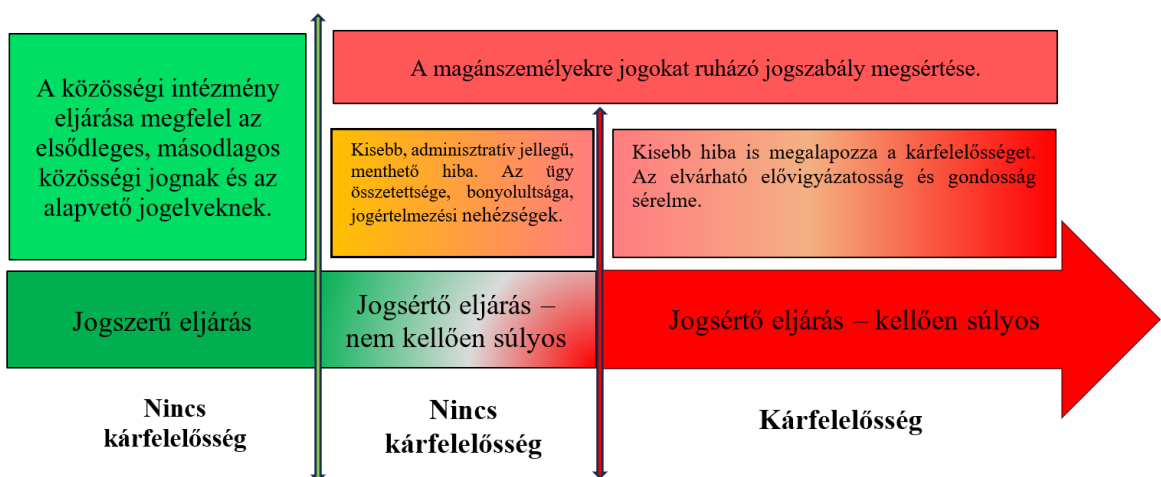 A közösségi intézmény
eljárása megfelel az
elsődleges, másodlagos
közösségi jognak és az
alapvető jogelveknek.
A magánszemélyekre jogokat ruházó jogszabály megsértése.
Kisebb, adminisztratív jellegű,
menthető hiba. Az ügy
összetettsége, bonyolultsága,
jogértelmezési nehézségek.
Kisebb hiba is megalapozza a kárfelelősséget.
Az elvárható elővigyázatosság és gondosság
sérelme.
Jogszerű eljárás
Jogsértő eljárás –
nem kellően súlyos
Jogsértő eljárás – kellően súlyos
Nincs
kárfelelősség
Nincs
kárfelelősség
Kárfelelősség